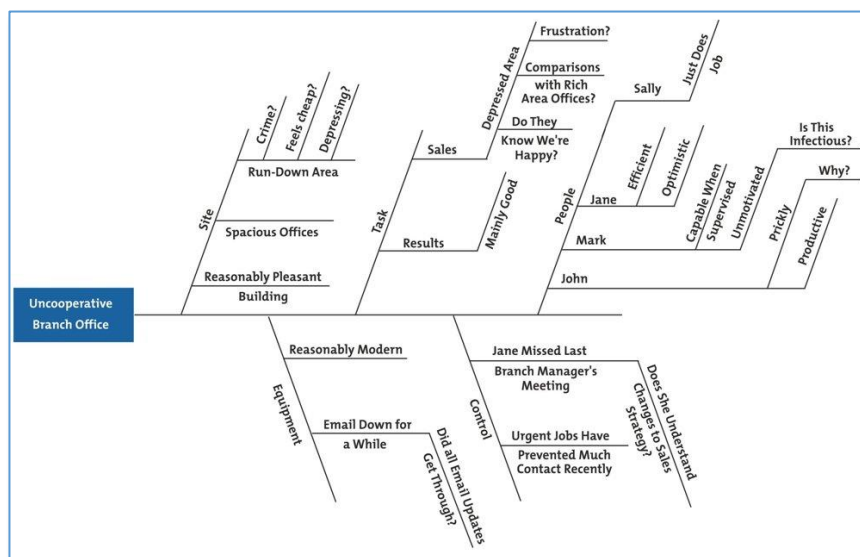 Uncooperative
Branch Office
Site
Crime?
Feels cheap?
Depressing?
Run-Down Area
Spacious Offices
Reasonably Pleasant
Building
Task
Sales
Depressed Area
Frustration?
Comparisons
with Rich
Area Offices?
Do They
Know We're
Happy?
Results
Mainly Good
People
Sally
Just Does
Job
Jane
Efficient
Optimistic
Mark
Capable When
Supervised
Unmotivated
Is This
Infectious?
John
Prickly
Why?
Productive
Equipment
Reasonably Modern
Email Down for
a While
Did all Email Updates
Get Through?
Control
Jane Missed Last
Branch Manager's
Meeting
Does She Understand
Changes to Sales
Strategy?
Urgent Jobs Have
Prevented Much
Contact Recently